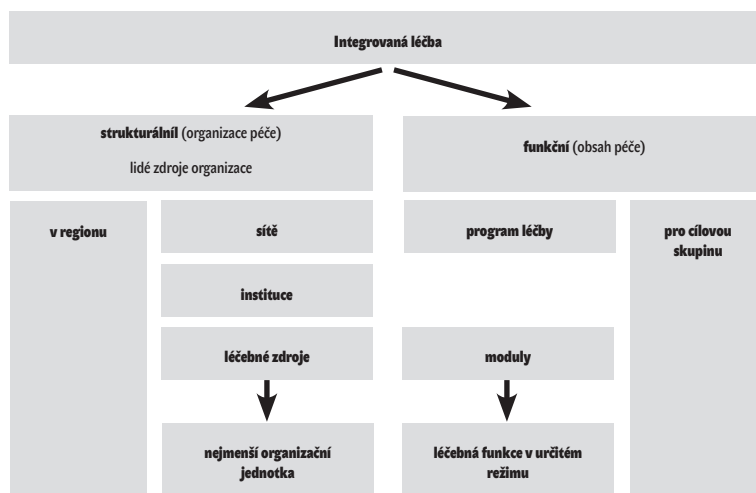 Integrovaná léčba
strukturálníl (organizace péče)
lidé zdroje organizace
funkční (obsah péče)
v regionu
sítě
program léčby
pro cílovou
skupinu
instituce
léčebné zdroje
moduly
nejmenší organizační
jednotka
léčebná funkce v určitém
režimu